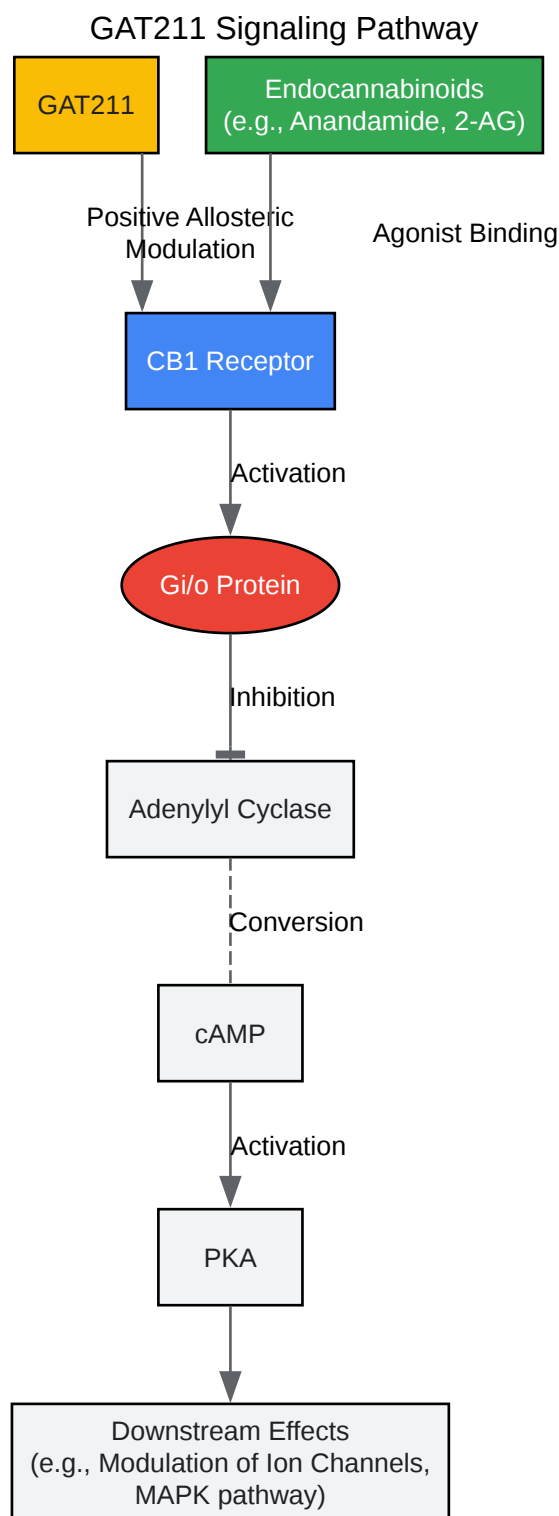 GAT211 Signaling Pathway
GAT211
Endocannabinoids
(e.g., Anandamide, 2-AG)
Positive Allosteric
Modulation
Agonist Binding
CB1 Receptor
Activation
Gi/o Protein
Inhibition
Adenylyl Cyclase
Conversion
cAMP
Activation
PKA
Downstream Effects
(e.g., Modulation of Ion Channels,
MAPK pathway)